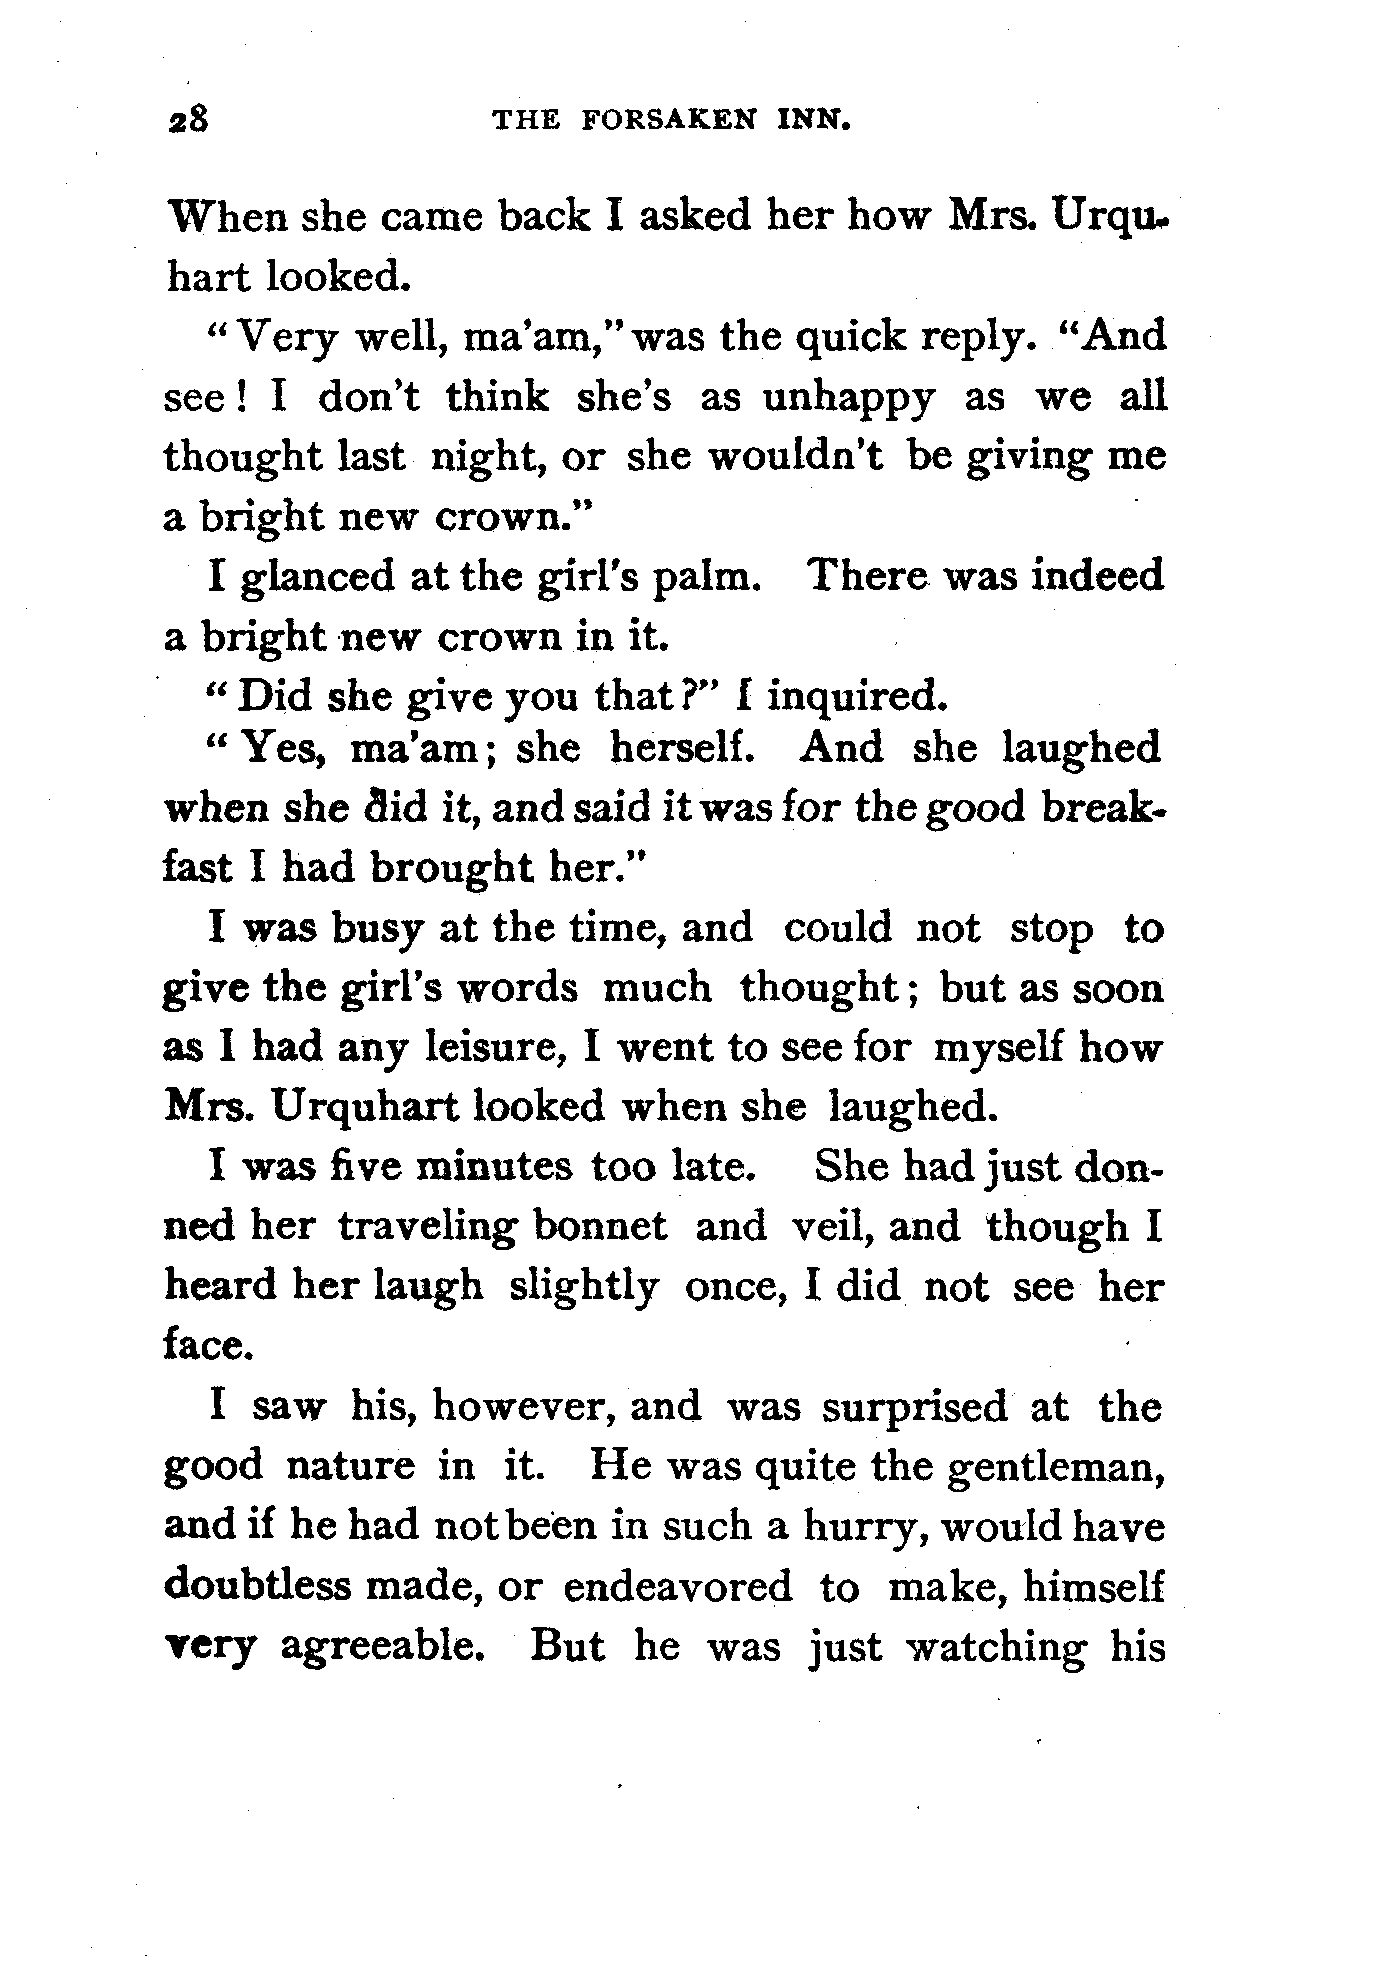 28 THE FORSAKEN INN.
When she came back I asked her how Mrs. Urqu-
hart looked.
"Very well, ma'am," was the quick reply. "And
see! I don't think she's as unhappy as we all
thought last night, or she wouldn't be giving me
a bright new crown."
I glanced at the girl's palm. There was indeed
a bright new crown in it.
"Did she give you that?" I inquired.
"Yes, ma'am; she herself. And she laughed
when she did it, and said it was for the good break-
fast I had brought her."
I was busy at the time, and could not stop to
give the girl's words much thought; but as soon
as I had any leisure, I went to see for myself how
Mrs. Urquhart looked when she laughed.
I was five minutes too late. She had just don-
ned her traveling bonnet and veil, and though I
heard her laugh slightly once, I did not see her
face.
I saw his, however, and was surprised at the
good nature in it. He was quite the gentleman,
and if he had not been in such a hurry, would have
doubtless made, or endeavored to make, himself
very agreeable. But he was just watching his